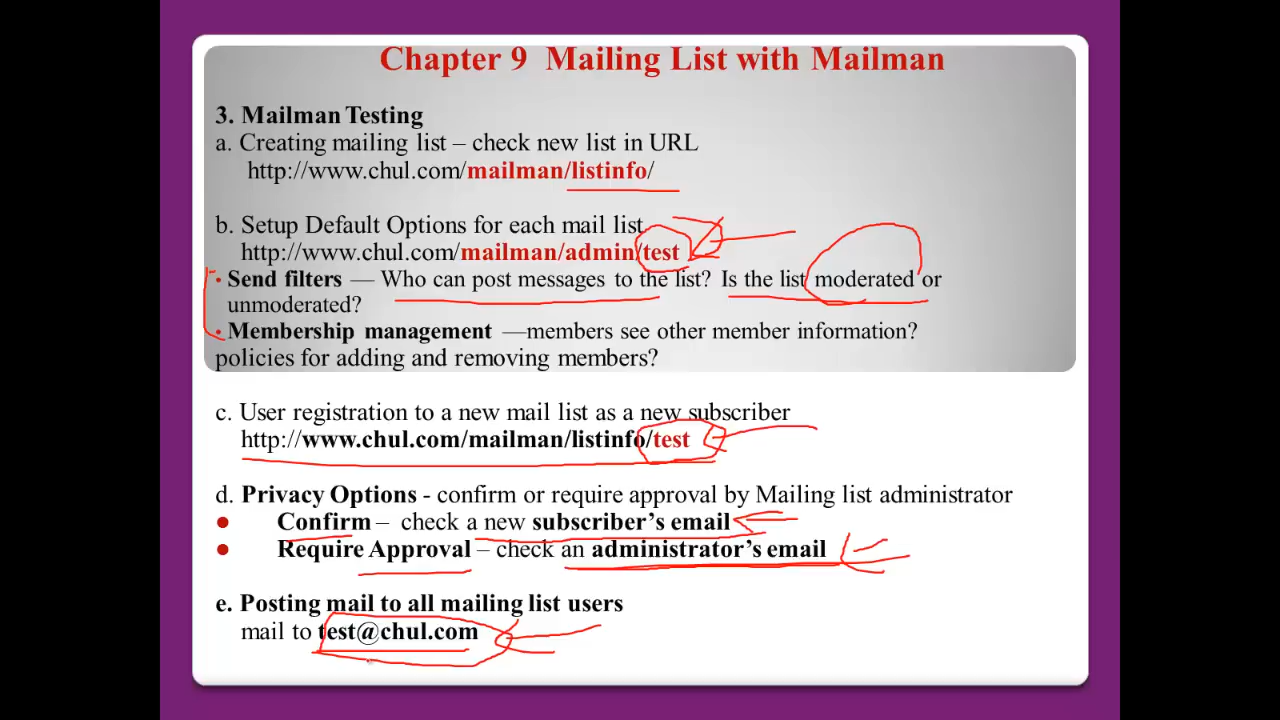 Chapter 9 Mailing List with Mailman
3. Mailman Testing
a. Creating mailing list – check new list in URL
http://www.chul.com/mailman/listinfo/
b. Setup Default Options for each mail list
http://www.chul.com/mailman/admin/test
• Send filters — Who can post messages to the list? Is the list moderated or
unmoderated?
• Membership management —members see other member information?
policies for adding and removing members?
c. User registration to a new mail list as a new subscriber
http://www.chul.com/mailman/listinfo/test
d. Privacy Options - confirm or require approval by Mailing list administrator
● Confirm – check a new subscriber's email
● Require Approval – check an administrator's email
e. Posting mail to all mailing list users
mail to test@chul.com